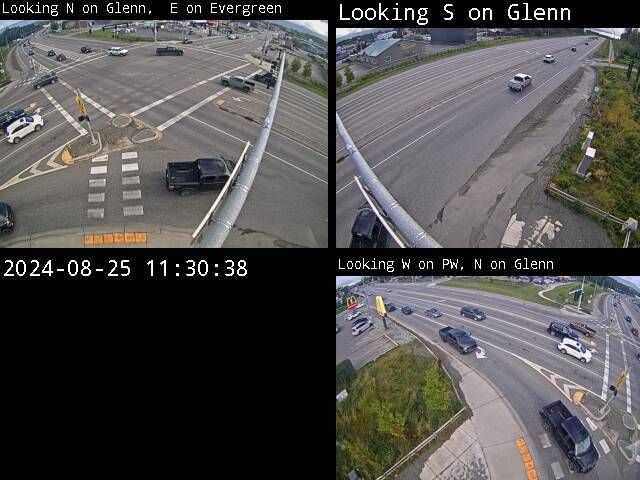 Looking N on Glenn,  E on Evergreen
Looking S on Glenn
2024-08-25 11:30:38
Looking W on PW, N on Glenn